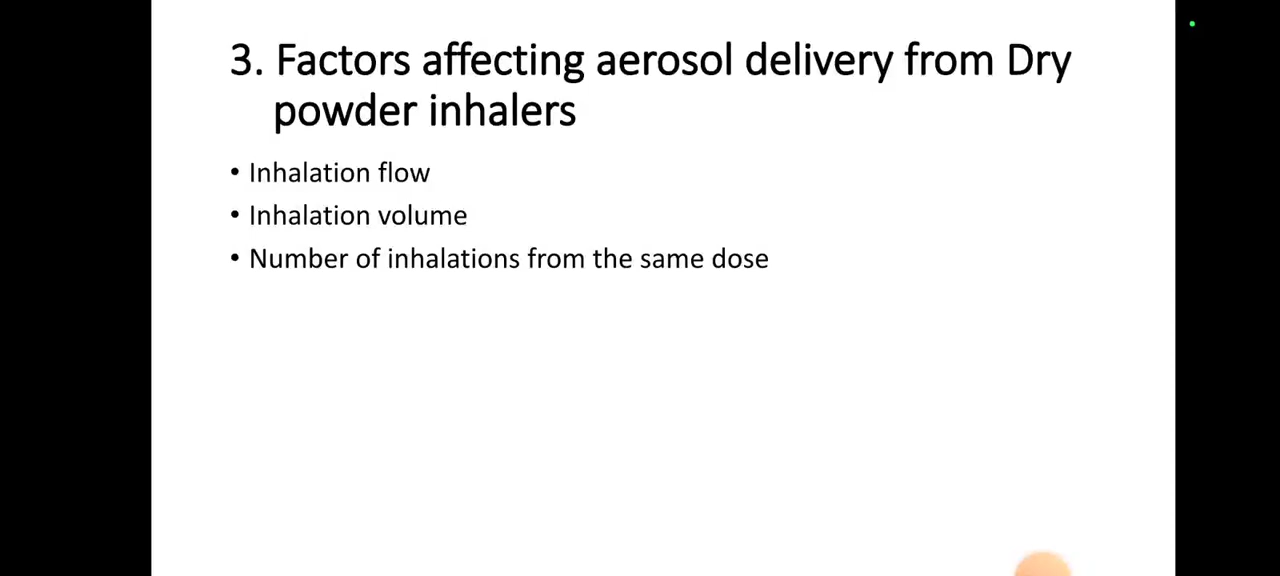 3. Factors affecting aerosol delivery from Dry
powder inhalers
• Inhalation flow
• Inhalation volume
• Number of inhalations from the same dose